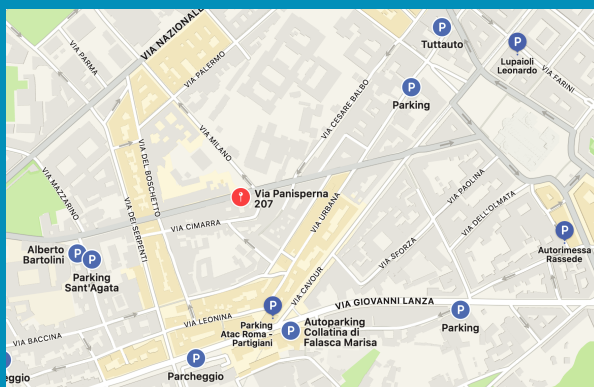 VIA NAZIONALE
P
Tuttauto
P
Lupaioli
Leonardo
VIA PARMA
VIA PALERMO
VIA CESARE BALBO
P
Parking
VIA FARINI
VIA MILANO
VIA DEL BOSCHETTO
VIA MAZZARINO
VIA DEI SERPENTI
Via Panisperna
207
VIA CIMARRA
VIA URBANA
VIA PAOLINA
VIA DELL'OLMATA
VIA SFORZA
P
Autorimessa
Rassede
Alberto
Bartolini
P
P
Parking
Sant'Agata
VIA CAVOUR
VIA GIOVANNI LANZA
VIA LEONINA
P
Parking
Atac Roma -
Partigiani
P
Autoparking
Collatina di
Falasca Marisa
P
Parking
VIA BACCINA
P
Parcheggio
eggio